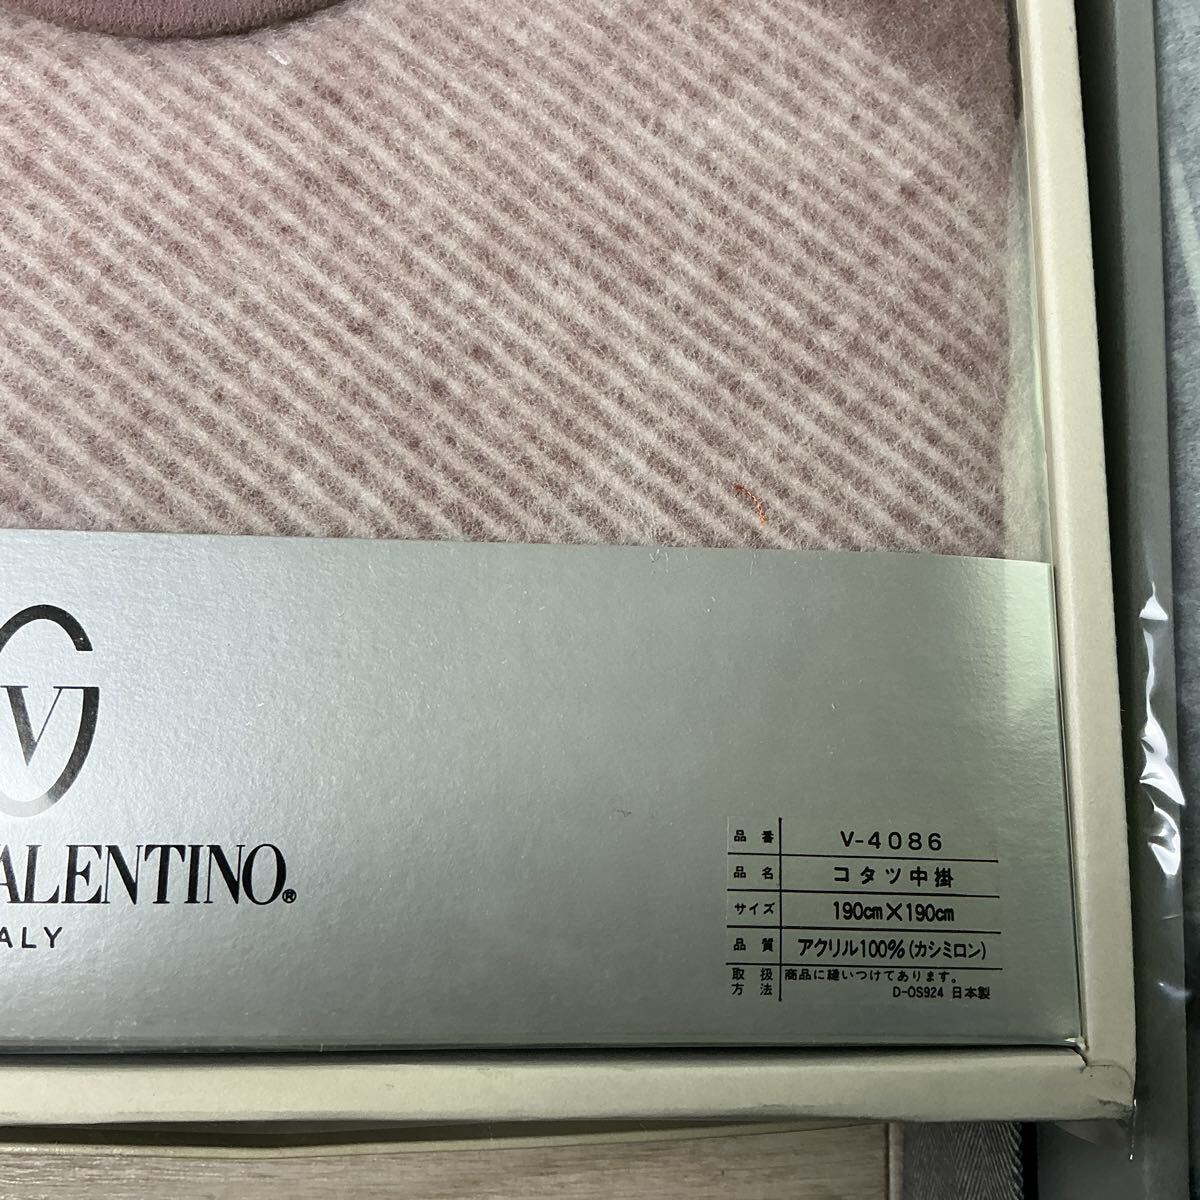 V
VALENTINO®
ALY
品番 V-4086
品名 コタツ中掛
サイズ 190cm×190cm
品質 アクリル100%(カシミロン)
取扱方法 商品に縫いつけてあります。
D-OS924 日本製